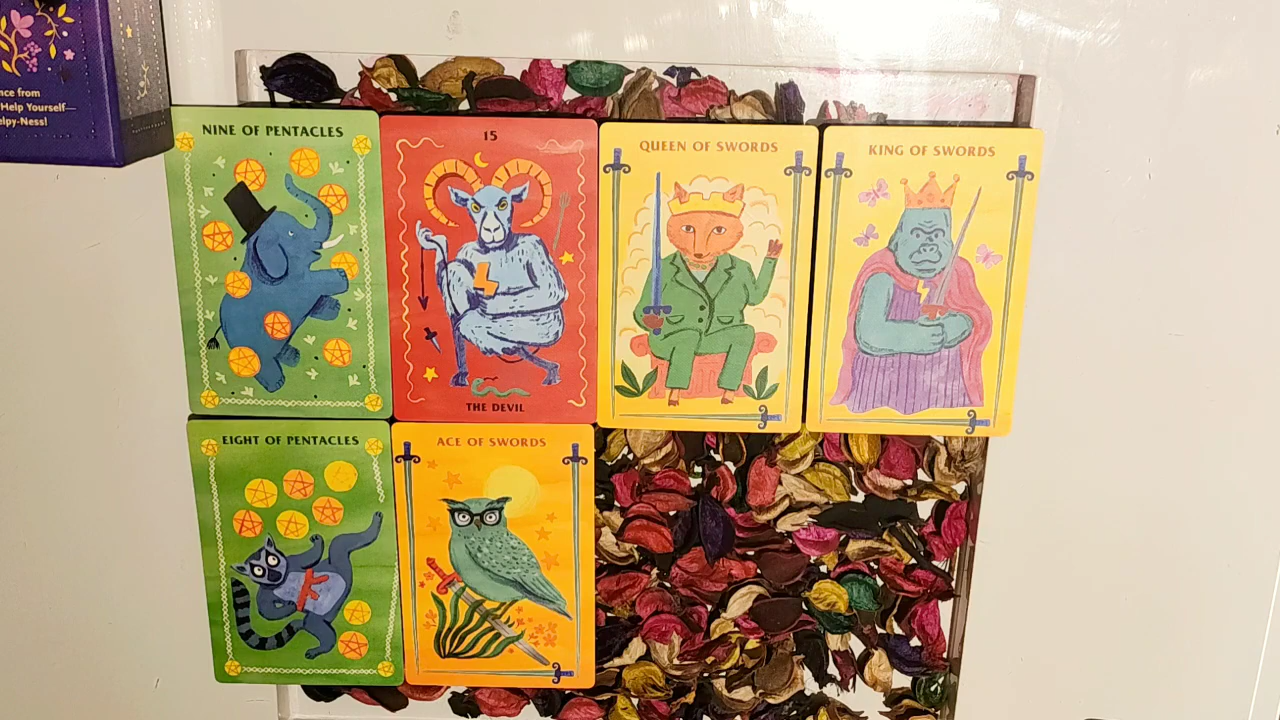 nce from
Help Yourself—
elpy-Ness!
NINE OF PENTACLES
15
THE DEVIL
QUEEN OF SWORDS
KING OF SWORDS
EIGHT OF PENTACLES
ACE OF SWORDS